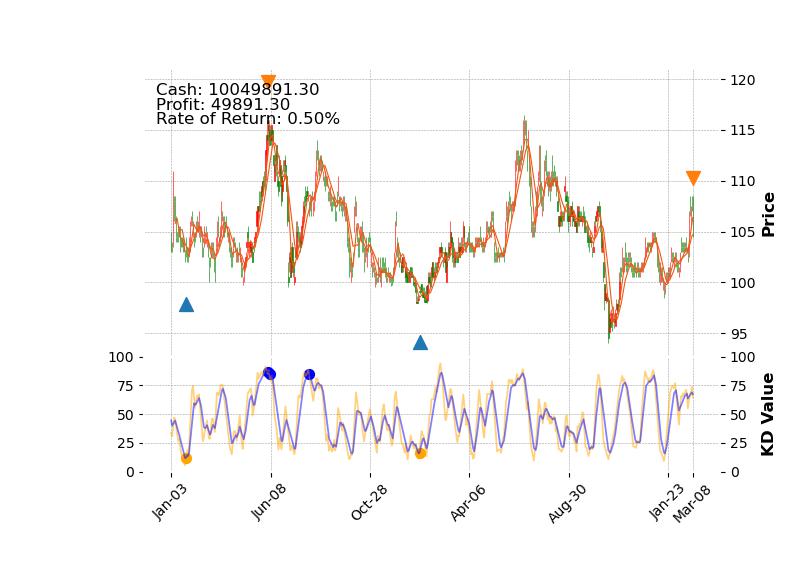 Cash: 10049891.30
Profit: 49891.30
Rate of Return: 0.50%
120
115
110
105
100
95
Price
100 100
75 75
50 50
25 25
0 0
KD Value
Jan-03 Jun-08 Oct-28 Apr-06 Aug-30 Jan-23 Mar-08